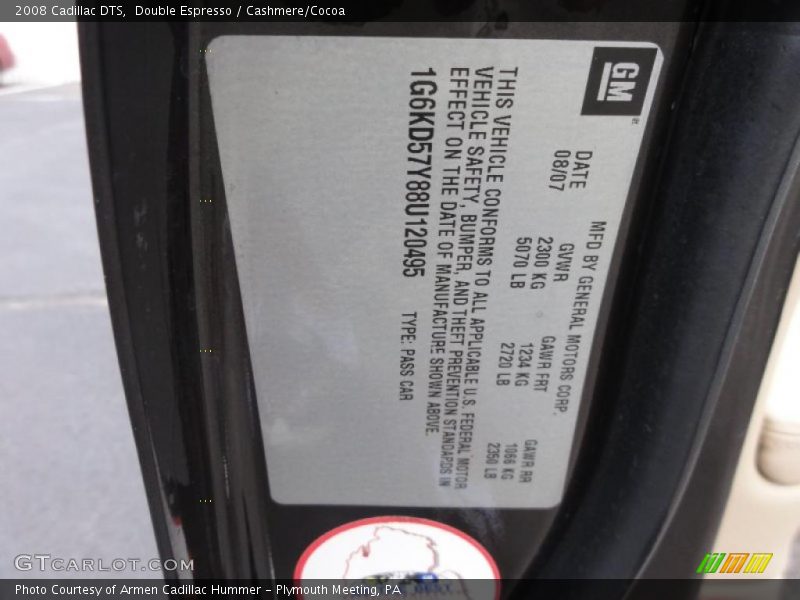 2008 Cadillac DTS, Double Espresso / Cashmere/Cocoa
GM
MFD BY GENERAL MOTORS CORP.
DATE GVWR GAWR FRT GAWR RR
08/07 2300 KG 1234 KG 1066 KG
5070 LB 2720 LB 2350 LB
THIS VEHICLE CONFORMS TO ALL APPLICABLE U.S. FEDERAL MOTOR
VEHICLE SAFETY, BUMPER, AND THEFT PREVENTION STANDARDS IN
EFFECT ON THE DATE OF MANUFACTURE SHOWN ABOVE.
1G6KD57Y88U120495 TYPE: PASS CAR
GTCARLOT.COM
Photo Courtesy of Armen Cadillac Hummer - Plymouth Meeting, PA